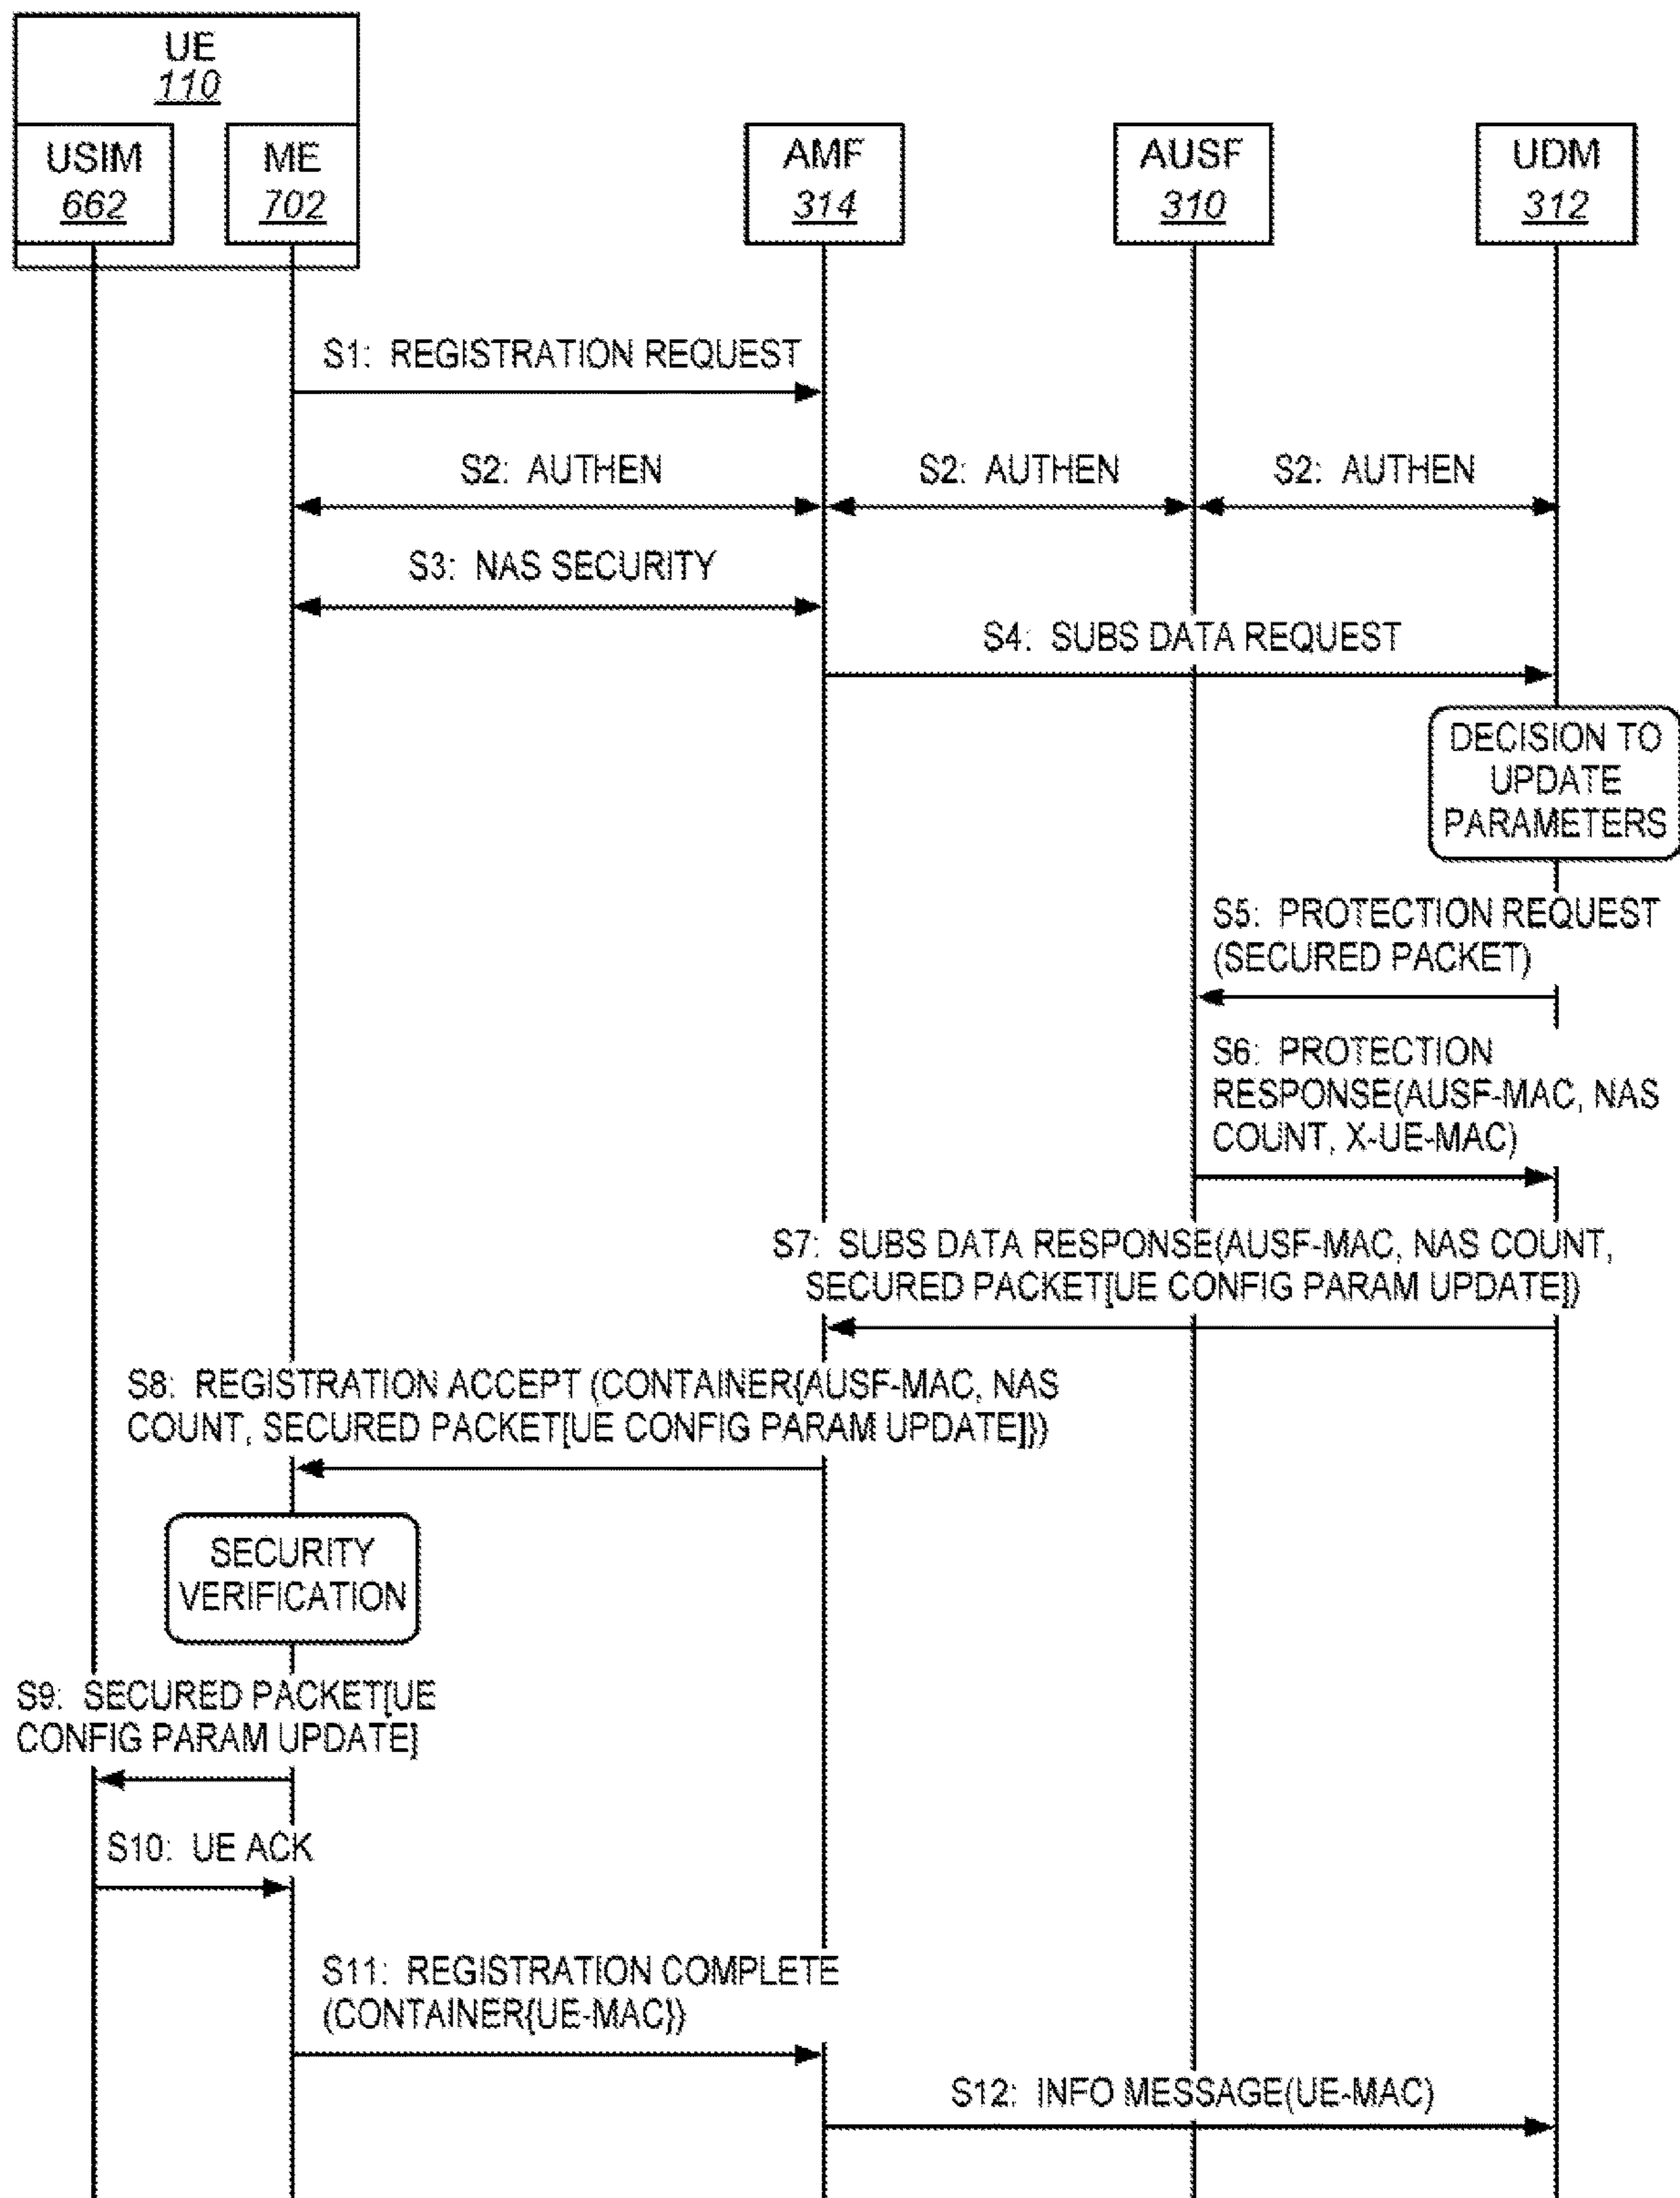 UE
110
USIM
662
ME
702
AMF
314
AUSF
310
UDM
312
S1: REGISTRATION REQUEST
S2: AUTHEN
S2: AUTHEN
S2: AUTHEN
S3: NAS SECURITY
S4: SUBS DATA REQUEST
DECISION TO
UPDATE
PARAMETERS
S5: PROTECTION REQUEST
(SECURED PACKET)
S6: PROTECTION
RESPONSE(AUSF-MAC, NAS
COUNT, X-UE-MAC)
S7: SUBS DATA RESPONSE(AUSF-MAC, NAS COUNT,
SECURED PACKET[UE CONFIG PARAM UPDATE])
S8: REGISTRATION ACCEPT (CONTAINER{AUSF-MAC, NAS
COUNT, SECURED PACKET[UE CONFIG PARAM UPDATE]})
SECURITY
VERIFICATION
S9: SECURED PACKET[UE
CONFIG PARAM UPDATE]
S10: UE ACK
S11: REGISTRATION COMPLETE
(CONTAINER{UE-MAC})
S12: INFO MESSAGE(UE-MAC)